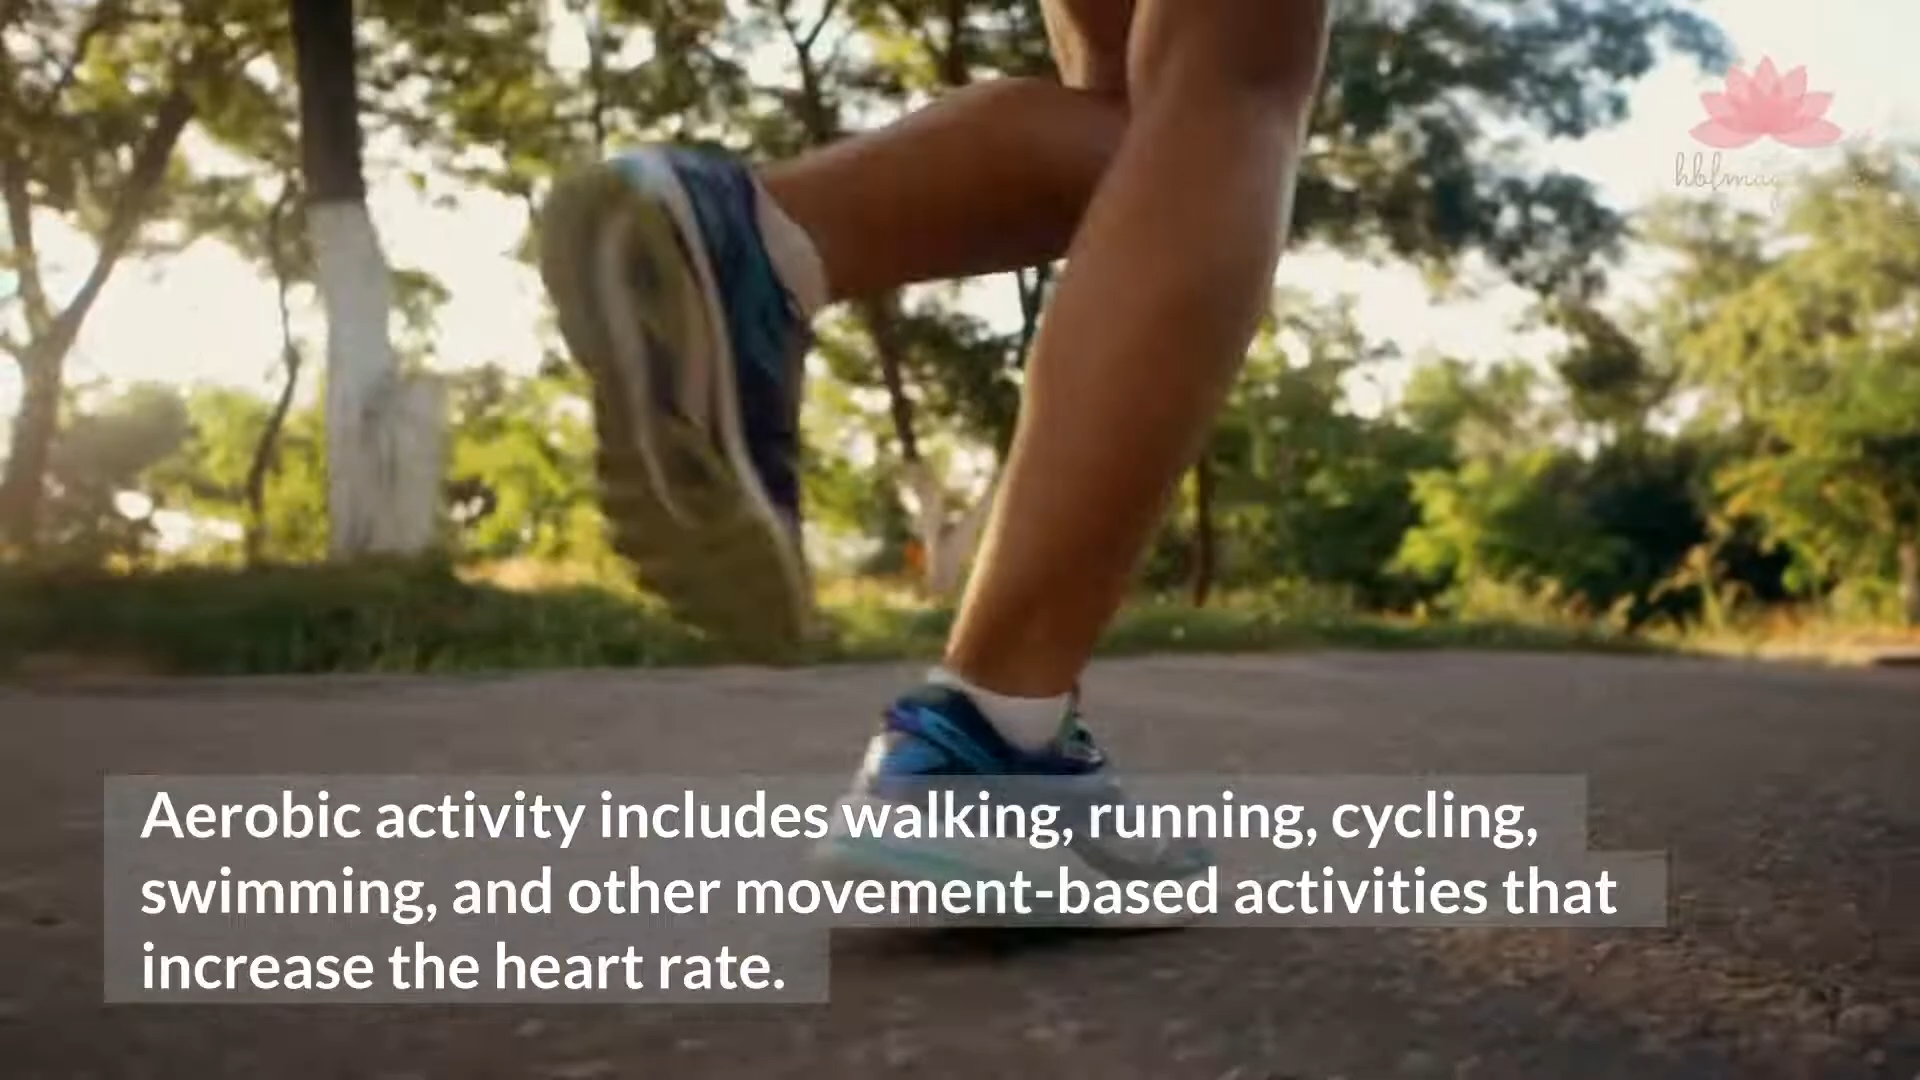 Aerobic activity includes walking, running, cycling,
swimming, and other movement-based activities that
increase the heart rate.